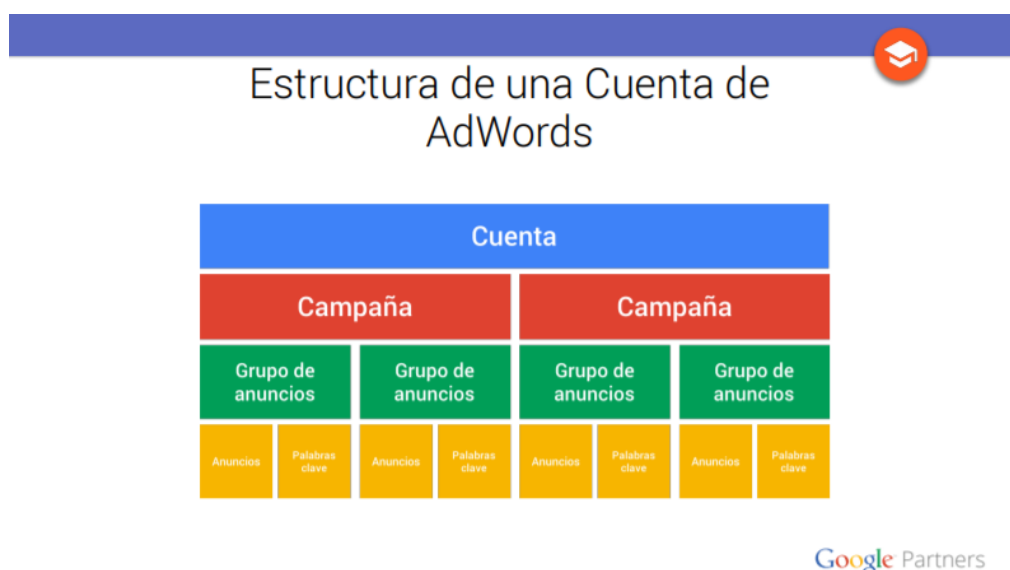 Estructura de una Cuenta de
AdWords
Cuenta
Campaña Campaña
Grupo de anuncios Grupo de anuncios Grupo de anuncios Grupo de anuncios
Anuncios Palabras clave Anuncios Palabras clave Anuncios Palabras clave Anuncios Palabras clave
Google Partners